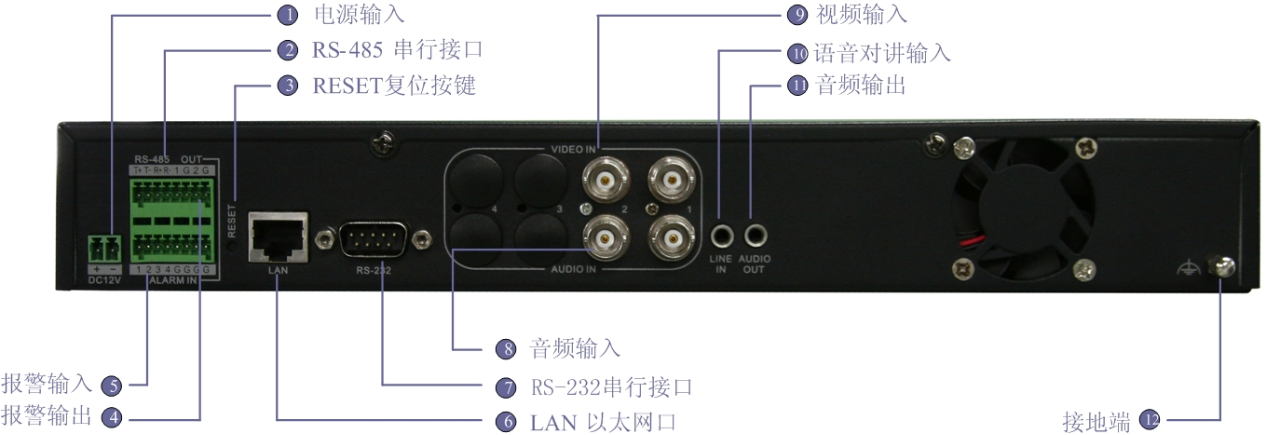 1 电源输入
2 RS-485 串行接口
3 RESET复位按键
9 视频输入
10 语音对讲输入
11 音频输出
RS-485 OUT
T+ T- R+ R- 1 G 2 G
RESET
+ −
DC12V
1 2 3 4 G G G G
ALARM IN
LAN
RS-232
VIDEO IN
4 3 2 1
AUDIO IN
LINE IN
AUDIO OUT
8 音频输入
7 RS-232串行接口
6 LAN 以太网口
报警输入 5
报警输出 4
接地端 12